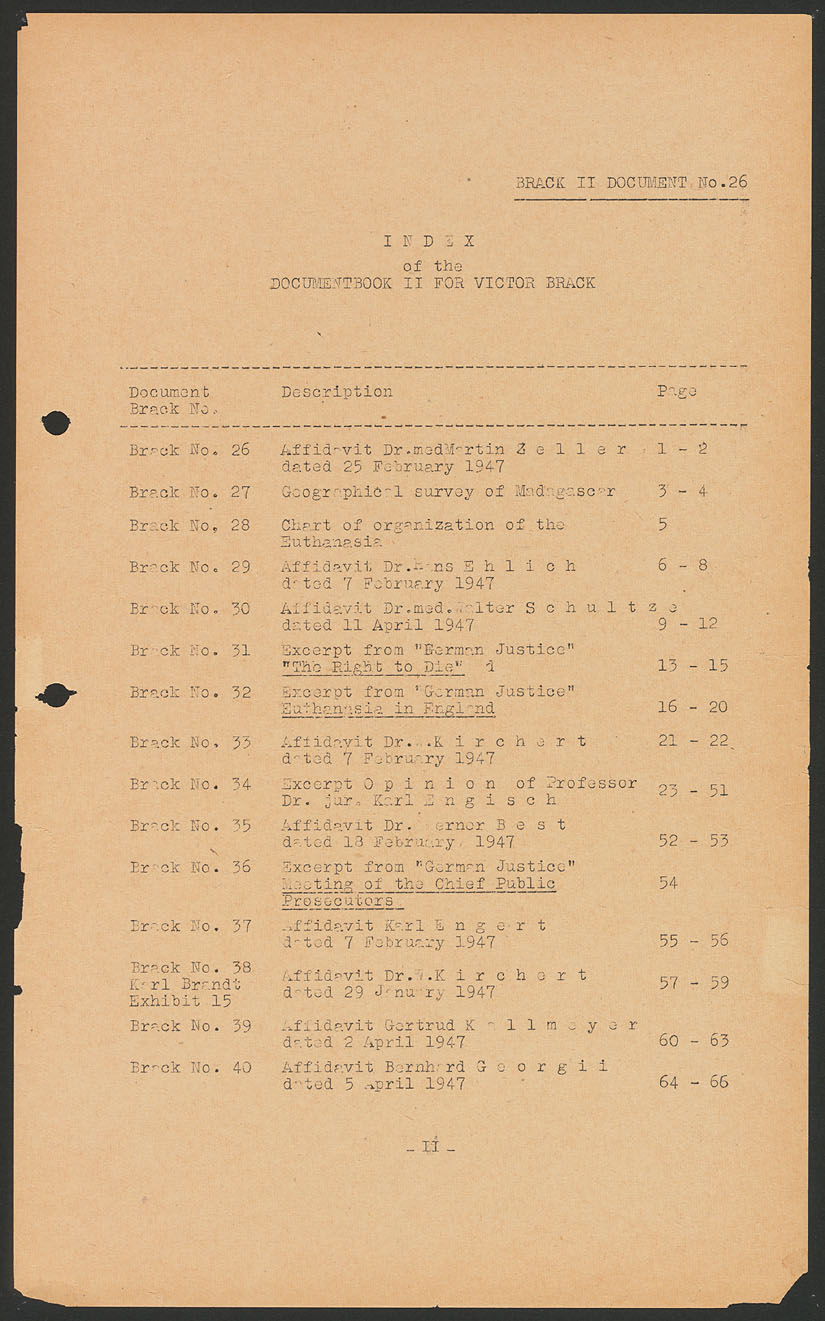 BRACK II DOCUMENT No.26
I N D E X
of the
DOCUMENTBOOK II FOR VICTOR BRACK
Document Description Page
Brack No.
Brack No. 26 Affidavit Dr.medMartin Z e l l e r 1 - 2
dated 25 February 1947
Brack No. 27 Geographical survey of Madagascar 3 - 4
Brack No. 28 Chart of organization of the 5
Euthanasia
Brack No. 29 Affidavit Dr.Hans E h l i c h 6 - 8
dated 7 February 1947
Brack No. 30 Affidavit Dr.med.Walter S c h u l t z e
dated 11 April 1947 9 - 12
Brack No. 31 Excerpt from "German Justice"
"The Right to Die" d 13 - 15
Brack No. 32 Excerpt from "German Justice"
Euthanasia in England 16 - 20
Brack No. 33 Affidavit Dr.W.K i r c h e r t 21 - 22
dated 7 February 1947
Brack No. 34 Excerpt O p i n i o n of Professor
Dr. jur. Karl E n g i s c h 23 - 51
Brack No. 35 Affidavit Dr. Werner B e s t
dated 18 February 1947 52 - 53
Brack No. 36 Excerpt from "German Justice"
Meeting of the Chief Public 54
Prosecutors
Brack No. 37 Affidavit Karl E n g e r t
dated 7 February 1947 55 - 56
Brack No. 38
Karl Brandt Affidavit Dr.W.K i r c h e r t 57 - 59
Exhibit 15 dated 29 January 1947
Brack No. 39 Affidavit Gertrud K a l l m e y e r
dated 2 April 1947 60 - 63
Brack No. 40 Affidavit Bernhard G e o r g i i
dated 5 April 1947 64 - 66
- II -